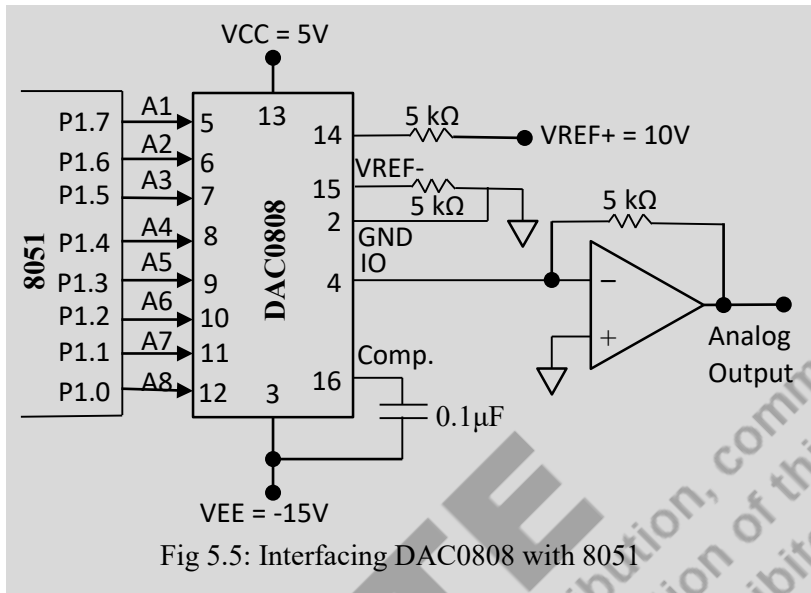 VCC = 5V
8051
P1.7 A1 5
P1.6 A2 6
P1.5 A3 7
P1.4 A4 8
P1.3 A5 9
P1.2 A6 10
P1.1 A7 11
P1.0 A8 12
DAC0808
13
14
5 kΩ
VREF+ = 10V
15
VREF-
5 kΩ
2
GND
IO
4
5 kΩ
−
+
Analog
Output
Comp.
16
3
0.1μF
VEE = -15V
Fig 5.5: Interfacing DAC0808 with 8051